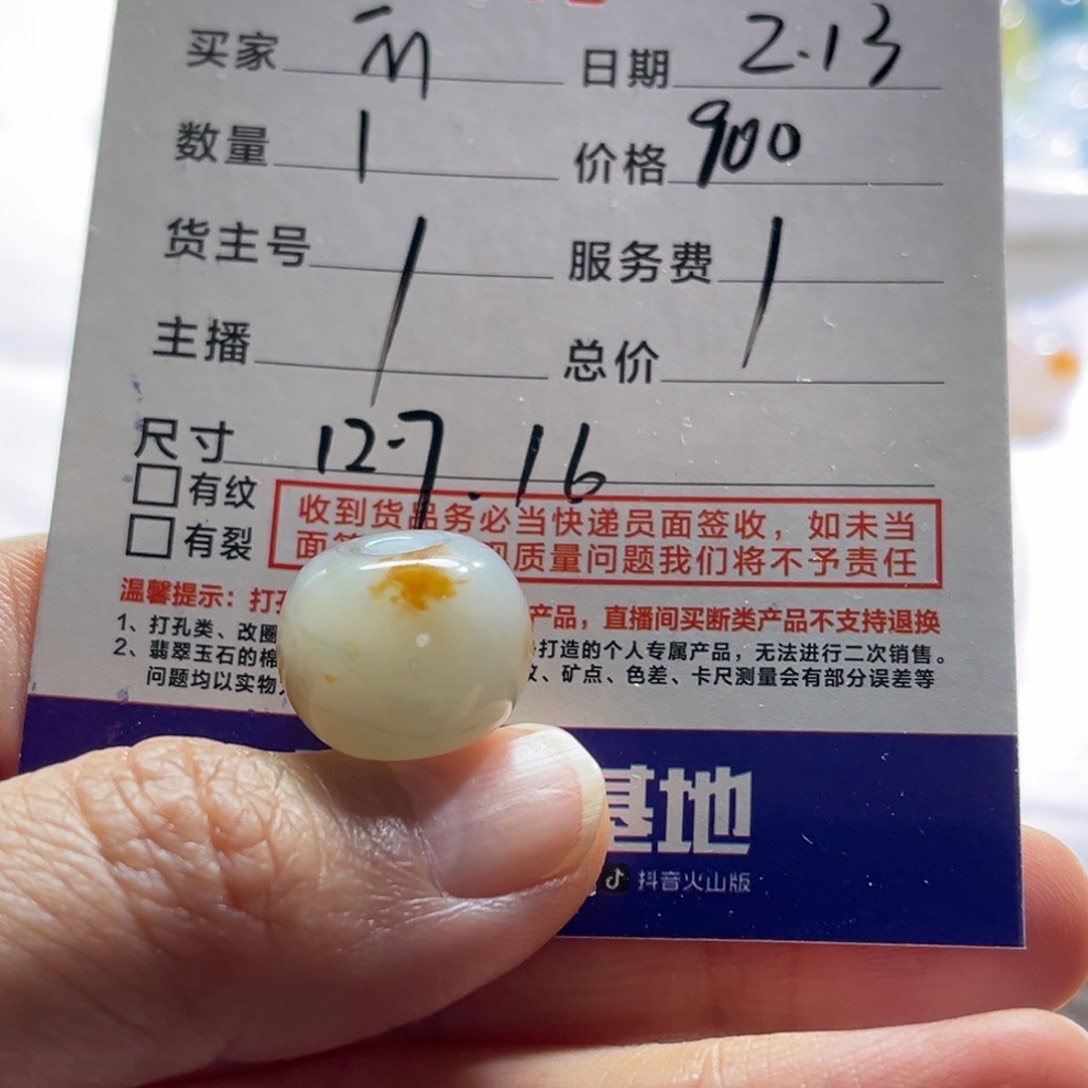 买家 日期 2.13
数量 1 价格 900
货主号 / 服务费 /
主播 总价
尺寸 12.7.16
有纹
有裂
收到货品务必当快递员面签收，如未当
面签 质量问题我们将不予责任
温馨提示：打孔 产品，直播间买断类产品不支持退换
1、打孔类、改圈 打造的个人专属产品，无法进行二次销售。
2、翡翠玉石的棉 、矿点、色差、卡尺测量会有部分误差等
问题均以实物
基地
抖音火山版